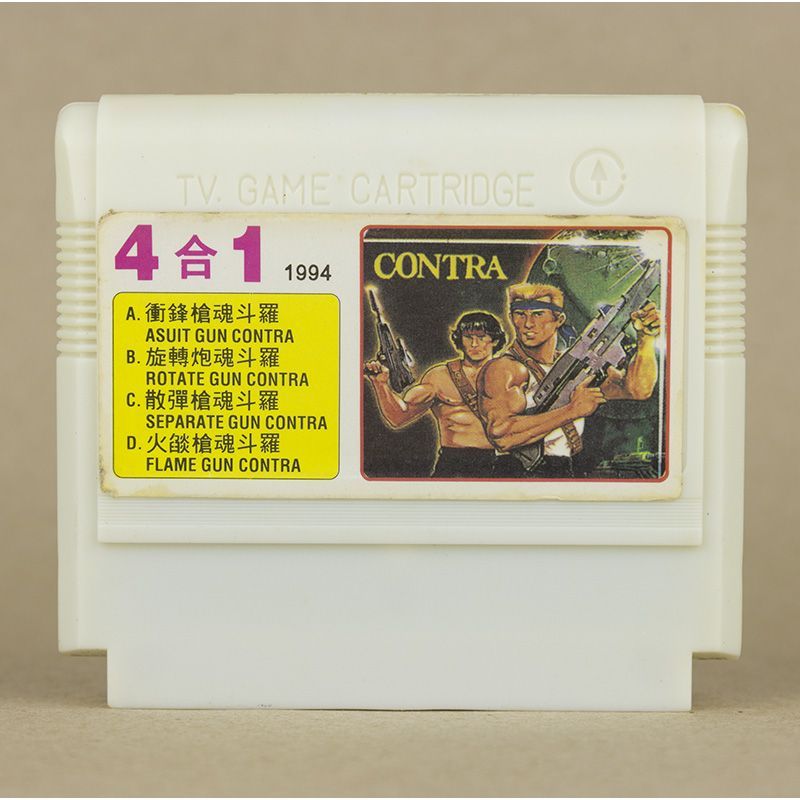 TV. GAME CARTRIDGE
4合1 1994
A. 衝鋒槍魂斗羅
ASUIT GUN CONTRA
B. 旋轉炮魂斗羅
ROTATE GUN CONTRA
C. 散彈槍魂斗羅
SEPARATE GUN CONTRA
D. 火燄槍魂斗羅
FLAME GUN CONTRA
CONTRA